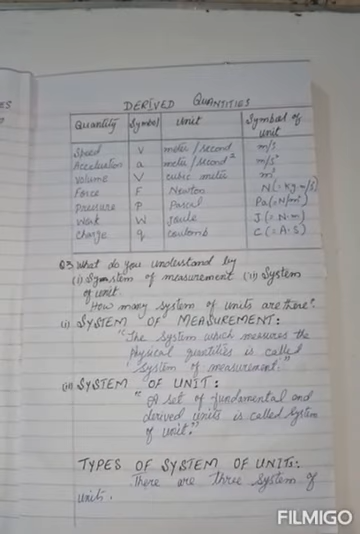 DERIVED QUANTITIES
Quantity Symbol Unit Symbol of unit
Speed v meter/second m/s
Acceleration a meter/second² m/s²
Volume V cubic meter m³
Force F Newton N(=Kg m/s²)
Pressure P Pascal Pa(=N/m²)
Work W Joule J(=N.m)
Charge q coulomb C(=A.S)
Q3 What do you understand by
(i) System of measurement (ii) System
of unit.
How many system of units are there?
(i) SYSTEM OF MEASUREMENT:
"The system which measures the
physical quantities is called
system of measurement."
(ii) SYSTEM OF UNIT:
"A set of fundamental and
derived units is called system
of unit."
TYPES OF SYSTEM OF UNITS:
There are three system of
units.
FILMIGO